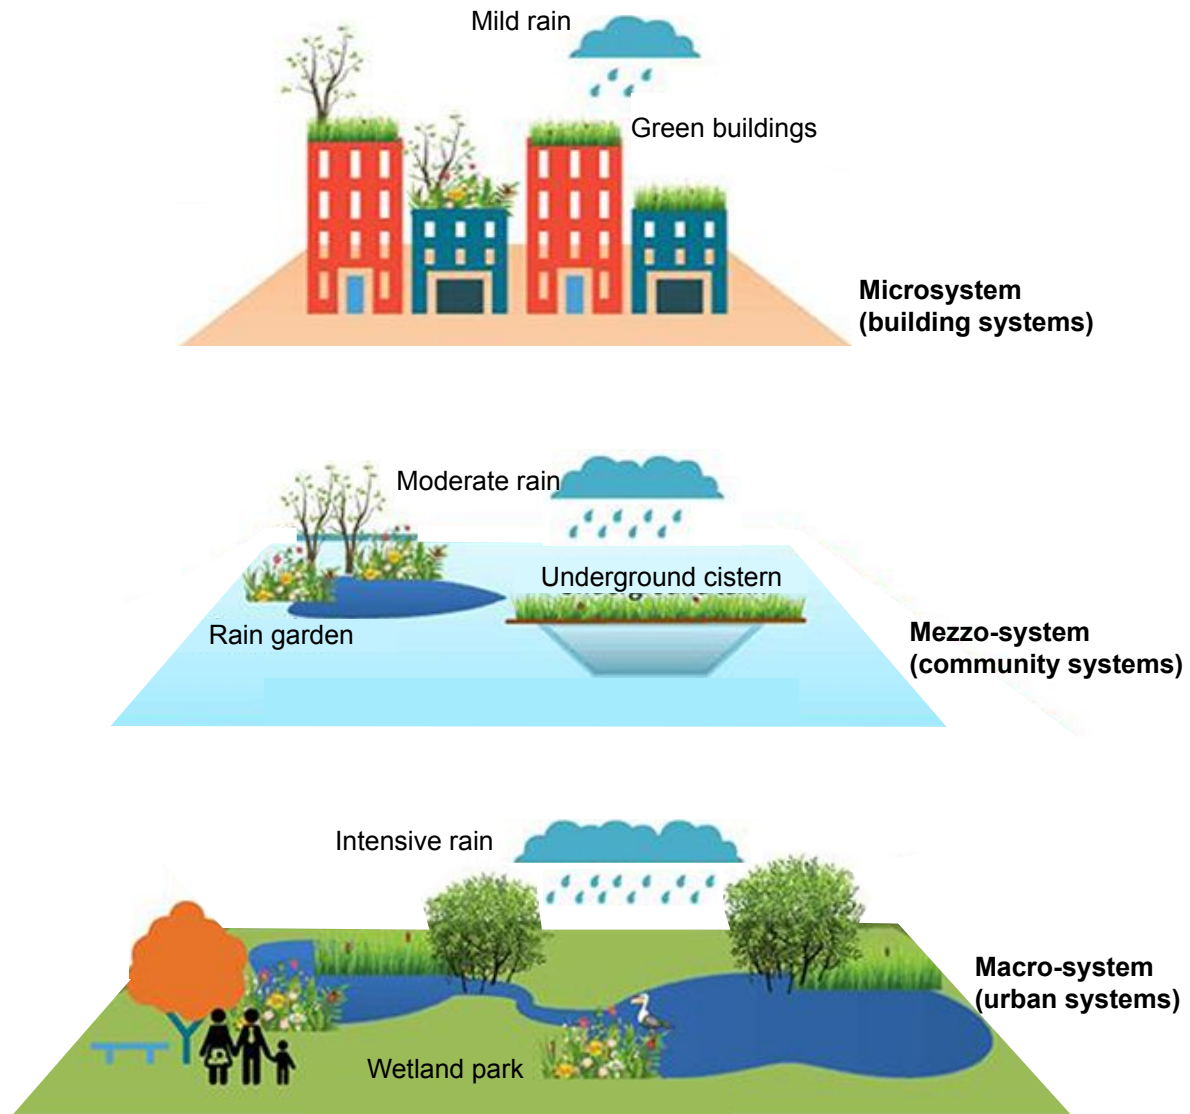 Mild rain
Green buildings
Microsystem
(building systems)
Moderate rain
Underground cistern
Rain garden
Mezzo-system
(community systems)
Intensive rain
Macro-system
(urban systems)
Wetland park